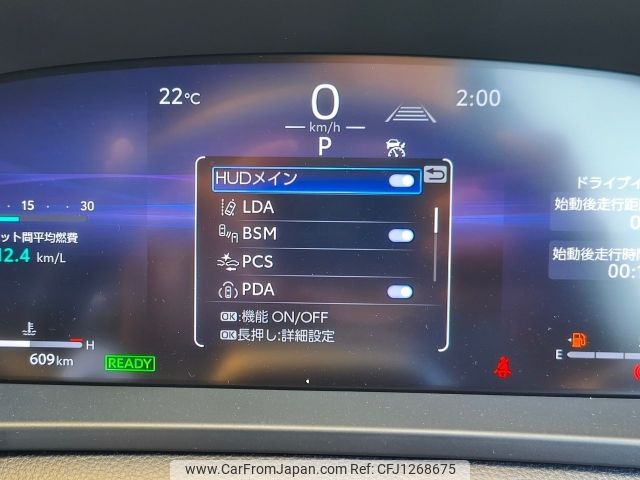 22℃
0
km/h
P
2:00
15
30
ット間平均燃費
12.4 km/L
H
609 km
READY
HUDメイン
LDA
BSM
PCS
PDA
OK:機能 ON/OFF
OK長押し:詳細設定
ドライブイ
始動後走行距
始動後走行時
00:
E
www.CarFromJapan.com Ref: CFJ1268675